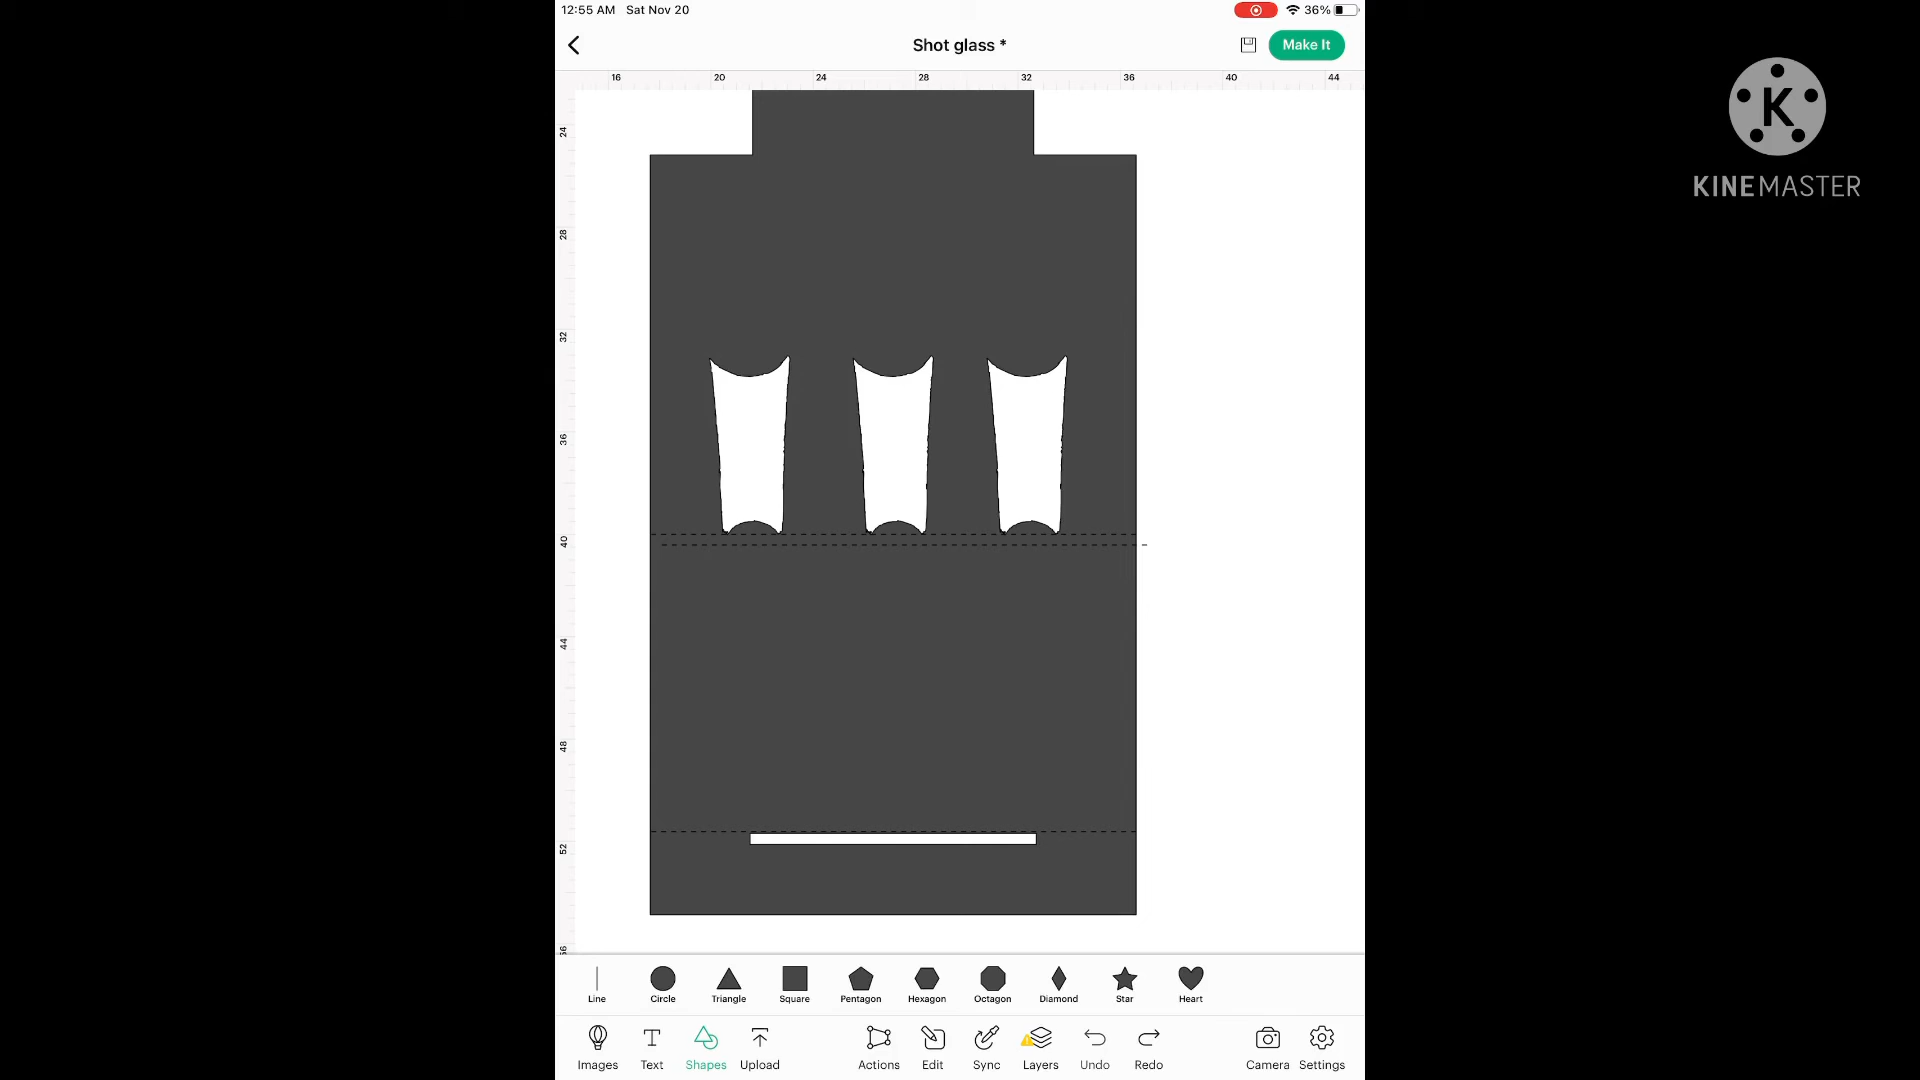 12:55 AM Sat Nov 20
36%
Shot glass *
Make It
16 20 24 28 32 36 40 44
24
28
32
36
40
44
48
52
K
KINEMASTER
Line Circle Triangle Square Pentagon Hexagon Octagon Diamond Star Heart
Images Text Shapes Upload Actions Edit Sync Layers Undo Redo Camera Settings